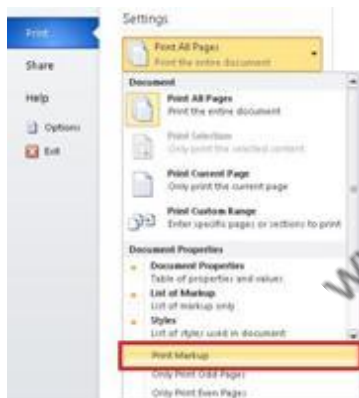 Print
Share
Help
Options
Exit
Settings
Print All Pages
Print the entire document
Document
Print All Pages
Print the entire document
Print Selection
Only print the selected content
Print Current Page
Only print the current page
Print Custom Range
Enter specific pages or sections to print
Document Properties
Document Properties
Table of properties and values
List of Markup
List of markup only
Styles
List of styles used in document
Print Markup
Only Print Odd Pages
Only Print Even Pages